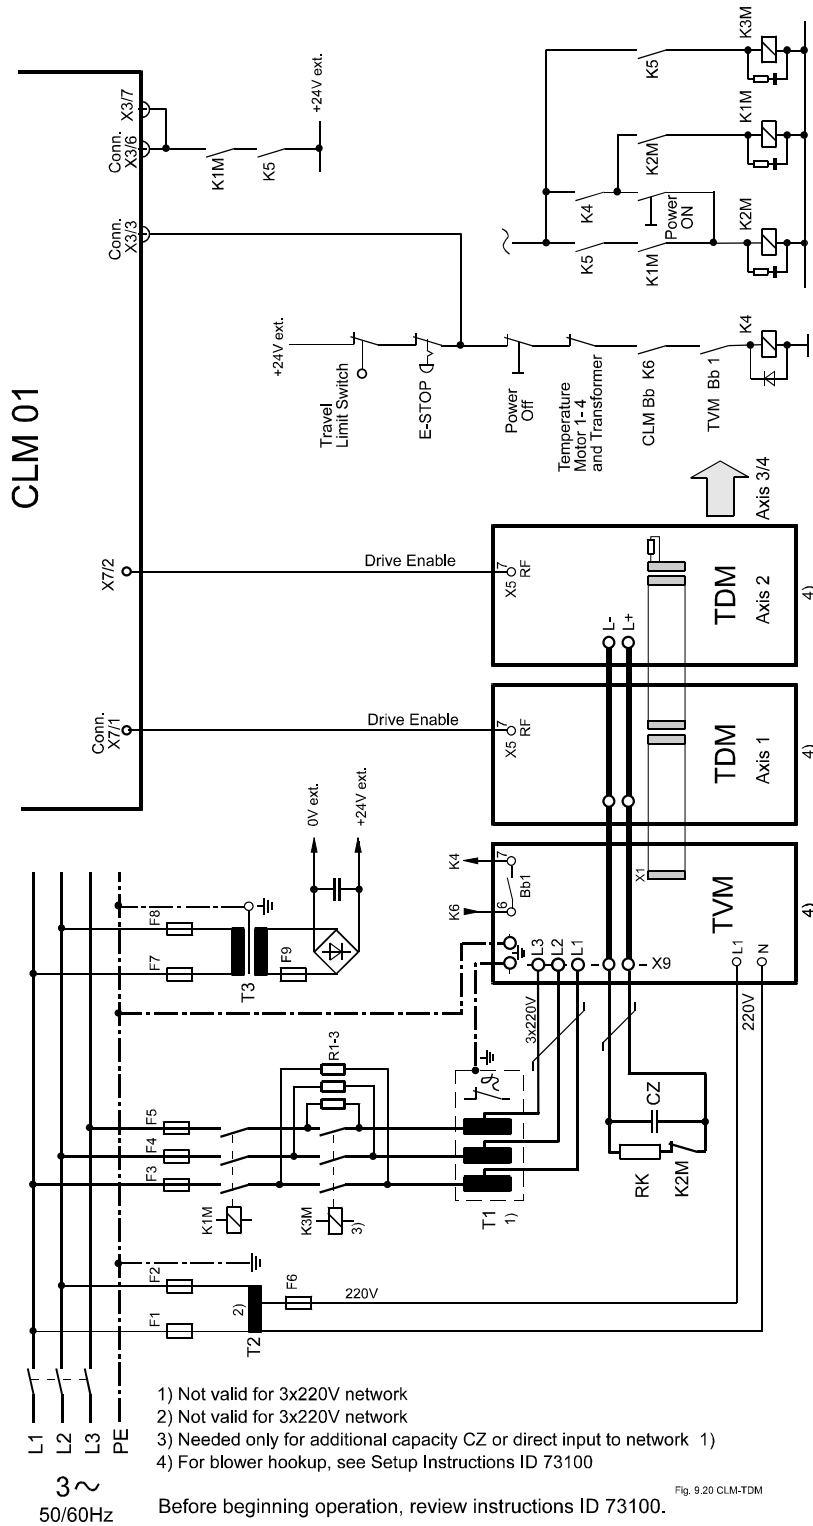 CLM 01
Conn.
X3/6
X3/7
Conn.
X3/3
X7/2
Conn.
X7/1
K1M
K5
+24V ext.
K5
K3M
K2M
K1M
K4
Power
ON
K5
K1M
K2M
+24V ext.
Travel
Limit Switch
E-STOP
Power
Off
Temperature
Motor 1- 4
and Transformer
CLM Bb K6
TVM Bb 1
K4
Axis 3/4
Drive Enable
X5
7
RF
TDM
Axis 2
4)
L-
L+
Drive Enable
X5
7
RF
TDM
Axis 1
4)
0V ext.
+24V ext.
K4
K6
7
6
Bb1
X1
TVM
4)
L3
L2
L1
X9
L1
N
3x220V
220V
F8
F7
T3
F9
R1-3
F5
F4
F3
K1M
K3M
3)
T1
1)
CZ
RK
K2M
F2
F1
2)
T2
F6
220V
L1
L2
L3
PE
3～
50/60Hz
1) Not valid for 3x220V network
2) Not valid for 3x220V network
3) Needed only for additional capacity CZ or direct input to network 1)
4) For blower hookup, see Setup Instructions ID 73100
Fig. 9.20 CLM-TDM
Before beginning operation, review instructions ID 73100.